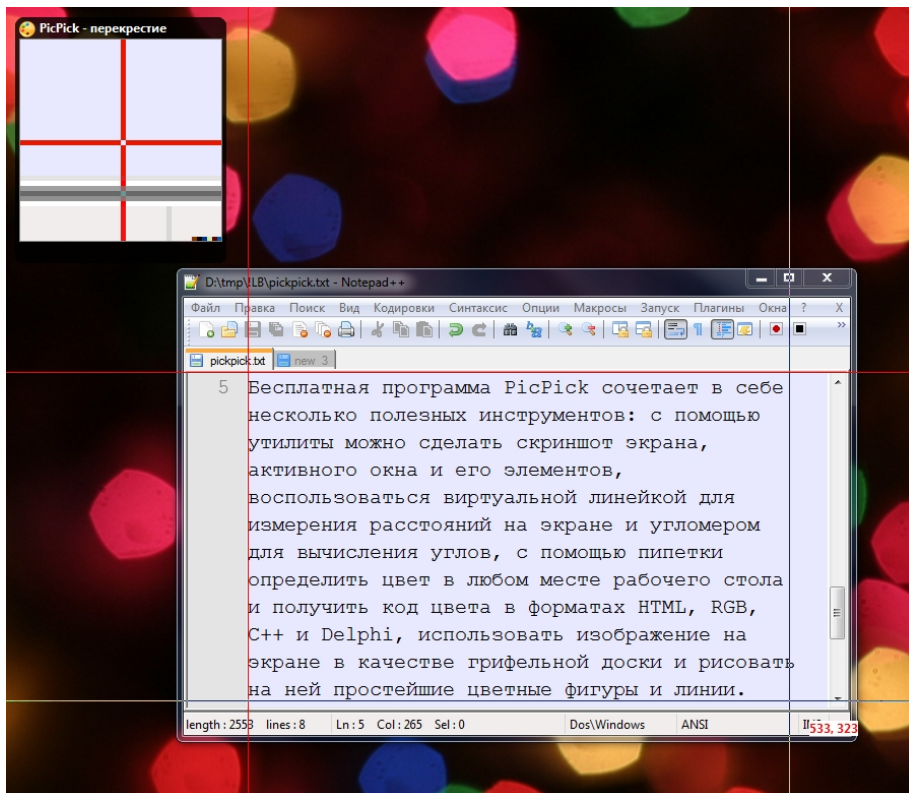 PicPick - перекрестие
D:\tmp\!LB\pickpick.txt - Notepad++
Файл Правка Поиск Вид Кодировки Синтаксис Опции Макросы Запуск Плагины Окна ? X
pickpick.txt new 3
5 Бесплатная программа PicPick сочетает в себе
несколько полезных инструментов: с помощью
утилиты можно сделать скриншот экрана,
активного окна и его элементов,
воспользоваться виртуальной линейкой для
измерения расстояний на экране и угломером
для вычисления углов, с помощью пипетки
определить цвет в любом месте рабочего стола
и получить код цвета в форматах HTML, RGB,
C++ и Delphi, использовать изображение на
экране в качестве грифельной доски и рисовать
на ней простейшие цветные фигуры и линии.
length : 2553 lines : 8 Ln : 5 Col : 265 Sel : 0 Dos\Windows ANSI
533, 323